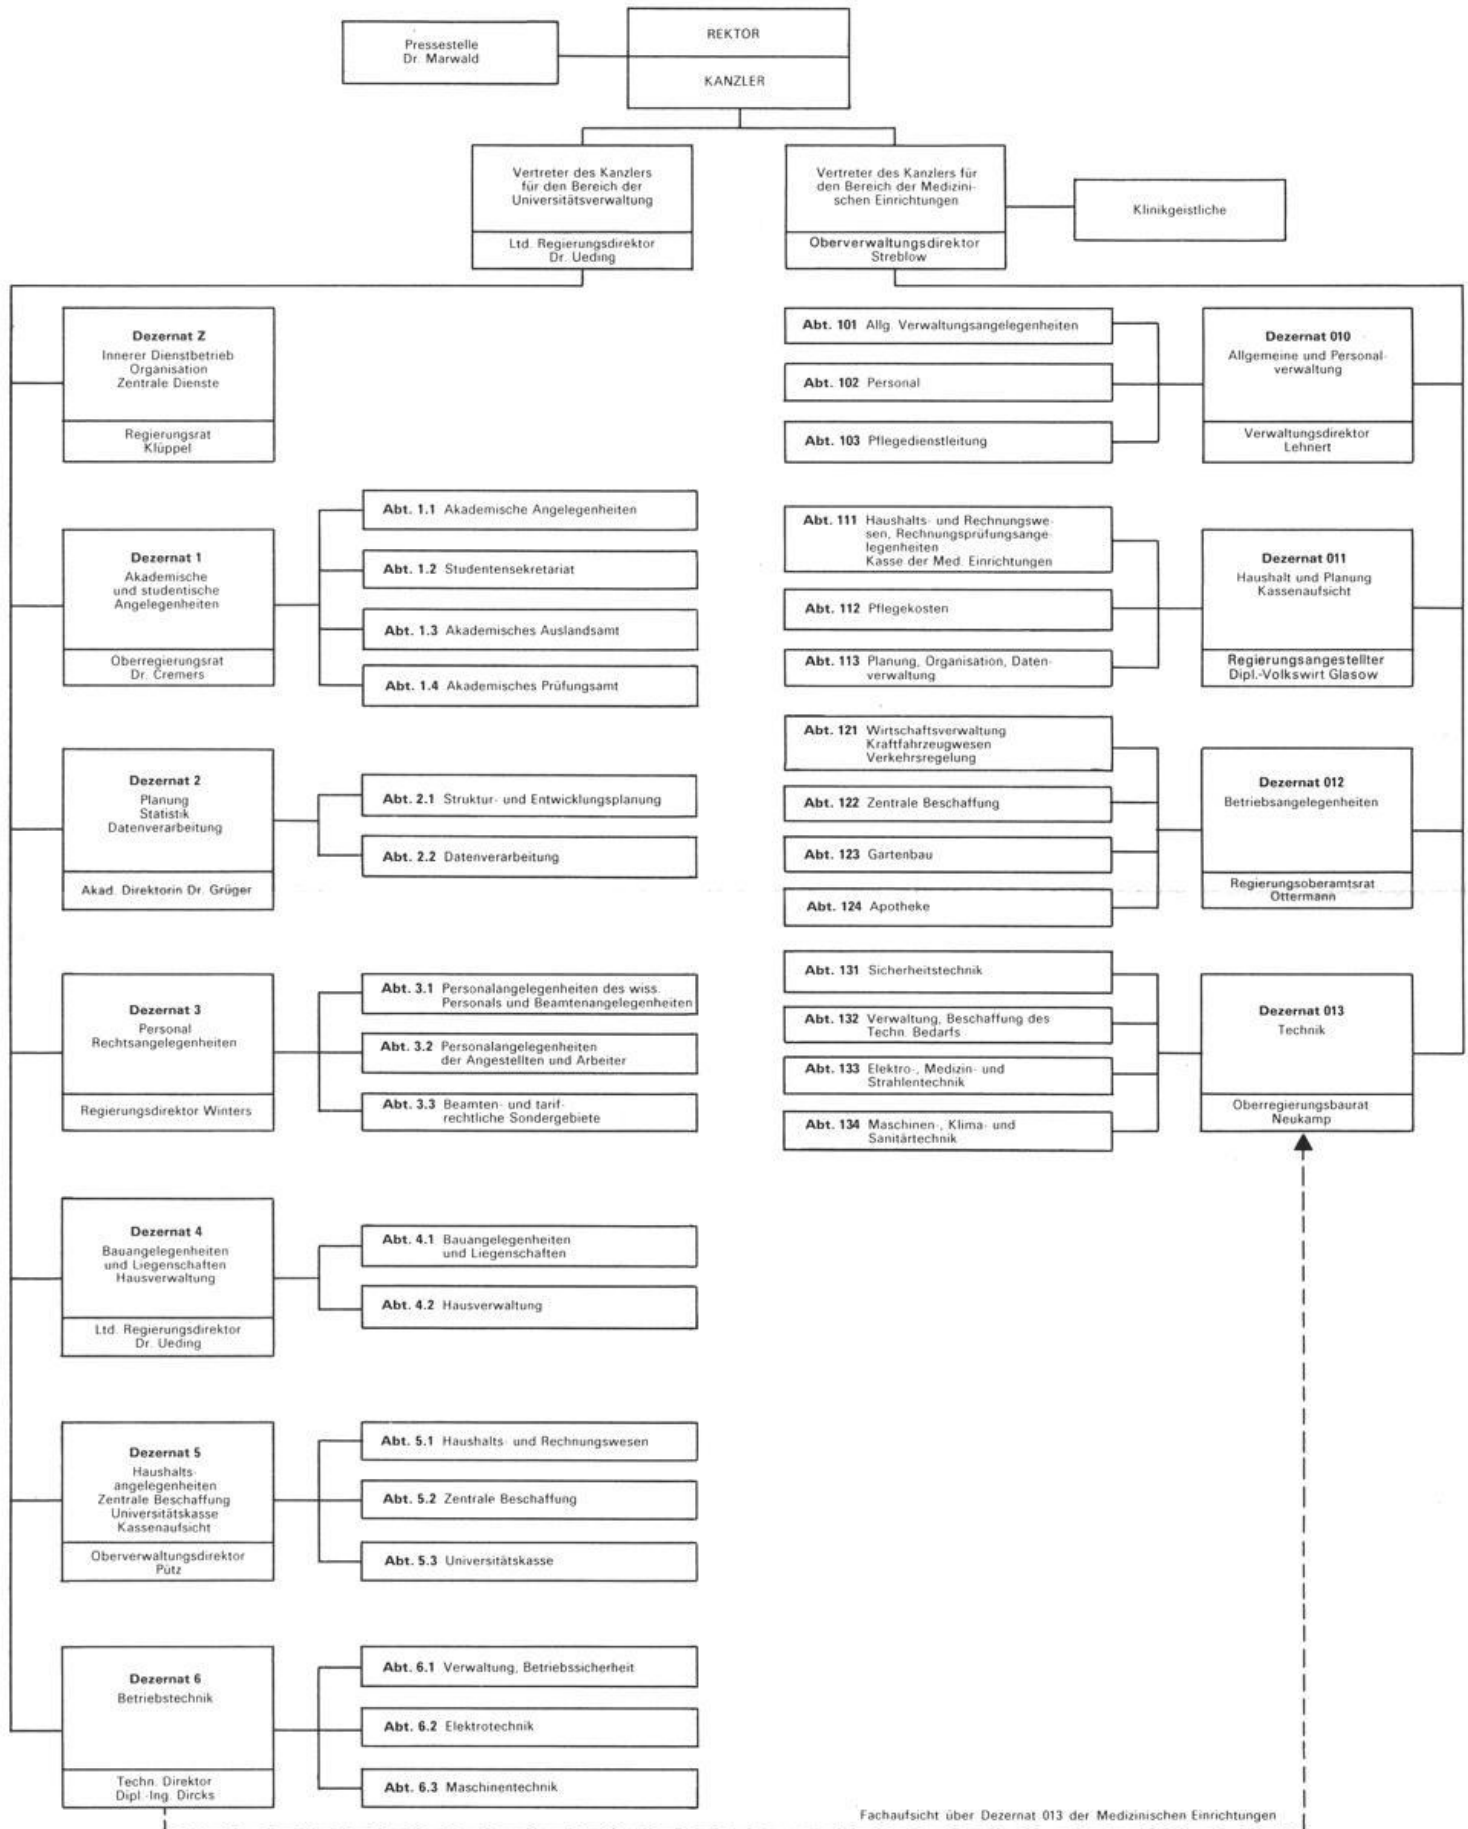 Pressestelle
Dr. Marwald
REKTOR
KANZLER
Vertreter des Kanzlers
für den Bereich der
Universitätsverwaltung
Ltd. Regierungsdirektor
Dr. Ueding
Vertreter des Kanzlers für
den Bereich der Medizini-
schen Einrichtungen
Oberverwaltungsdirektor
Streblow
Klinikgeistliche
Dezernat Z
Innerer Dienstbetrieb
Organisation
Zentrale Dienste
Regierungsrat
Klüppel
Dezernat 1
Akademische
und studentische
Angelegenheiten
Oberregierungsrat
Dr. Cremers
Abt. 1.1 Akademische Angelegenheiten
Abt. 1.2 Studentensekretariat
Abt. 1.3 Akademisches Auslandsamt
Abt. 1.4 Akademisches Prüfungsamt
Dezernat 2
Planung
Statistik
Datenverarbeitung
Akad. Direktorin Dr. Grüger
Abt. 2.1 Struktur- und Entwicklungsplanung
Abt. 2.2 Datenverarbeitung
Dezernat 3
Personal
Rechtsangelegenheiten
Regierungsdirektor Winters
Abt. 3.1 Personalangelegenheiten des wiss.
Personals und Beamtenangelegenheiten
Abt. 3.2 Personalangelegenheiten
der Angestellten und Arbeiter
Abt. 3.3 Beamten- und tarif-
rechtliche Sondergebiete
Dezernat 4
Bauangelegenheiten
und Liegenschaften
Hausverwaltung
Ltd. Regierungsdirektor
Dr. Ueding
Abt. 4.1 Bauangelegenheiten
und Liegenschaften
Abt. 4.2 Hausverwaltung
Dezernat 5
Haushalts-
angelegenheiten
Zentrale Beschaffung
Universitätskasse
Kassenaufsicht
Oberverwaltungsdirektor
Pütz
Abt. 5.1 Haushalts- und Rechnungswesen
Abt. 5.2 Zentrale Beschaffung
Abt. 5.3 Universitätskasse
Dezernat 6
Betriebstechnik
Techn. Direktor
Dipl.-Ing. Dircks
Abt. 6.1 Verwaltung, Betriebssicherheit
Abt. 6.2 Elektrotechnik
Abt. 6.3 Maschinentechnik
Abt. 101 Allg. Verwaltungsangelegenheiten
Abt. 102 Personal
Abt. 103 Pflegedienstleitung
Dezernat 010
Allgemeine und Personal-
verwaltung
Verwaltungsdirektor
Lehnert
Abt. 111 Haushalts- und Rechnungswe-
sen, Rechnungsprüfungsange-
legenheiten
Kasse der Med. Einrichtungen
Abt. 112 Pflegekosten
Abt. 113 Planung, Organisation, Daten-
verwaltung
Dezernat 011
Haushalt und Planung
Kassenaufsicht
Regierungsangestellter
Dipl.-Volkswirt Glasow
Abt. 121 Wirtschaftsverwaltung
Kraftfahrzeugwesen
Verkehrsregelung
Abt. 122 Zentrale Beschaffung
Abt. 123 Gartenbau
Abt. 124 Apotheke
Dezernat 012
Betriebsangelegenheiten
Regierungsoberamtsrat
Ottermann
Abt. 131 Sicherheitstechnik
Abt. 132 Verwaltung, Beschaffung des
Techn. Bedarfs
Abt. 133 Elektro-, Medizin- und
Strahlentechnik
Abt. 134 Maschinen-, Klima- und
Sanitärtechnik
Dezernat 013
Technik
Oberregierungsbaurat
Neukamp
Fachaufsicht über Dezernat 013 der Medizinischen Einrichtungen